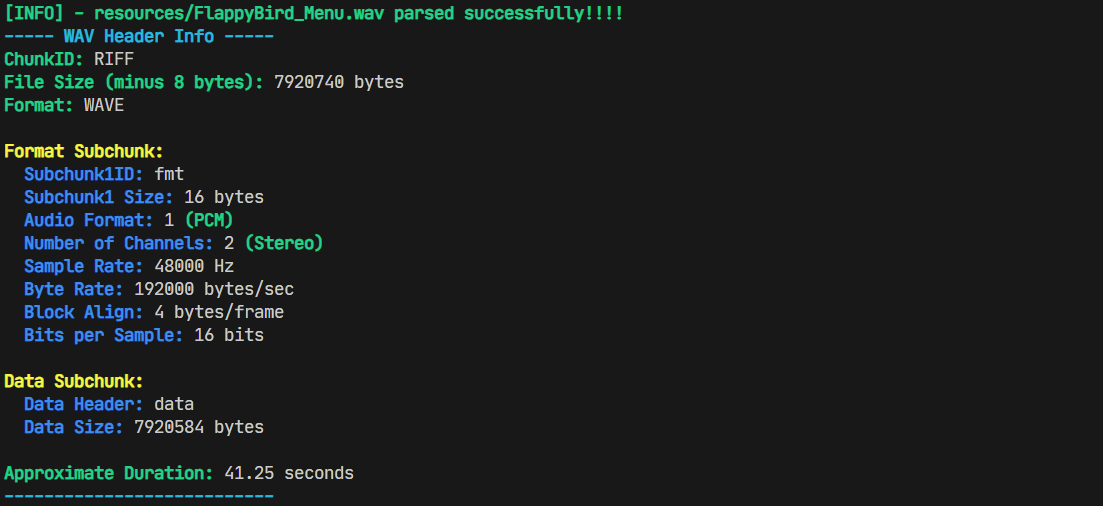 [INFO] - resources/FlappyBird_Menu.wav parsed successfully!!!!
----- WAV Header Info -----
ChunkID: RIFF
File Size (minus 8 bytes): 7920740 bytes
Format: WAVE
Format Subchunk:
Subchunk1ID: fmt
Subchunk1 Size: 16 bytes
Audio Format: 1 (PCM)
Number of Channels: 2 (Stereo)
Sample Rate: 48000 Hz
Byte Rate: 192000 bytes/sec
Block Align: 4 bytes/frame
Bits per Sample: 16 bits
Data Subchunk:
Data Header: data
Data Size: 7920584 bytes
Approximate Duration: 41.25 seconds
---------------------------